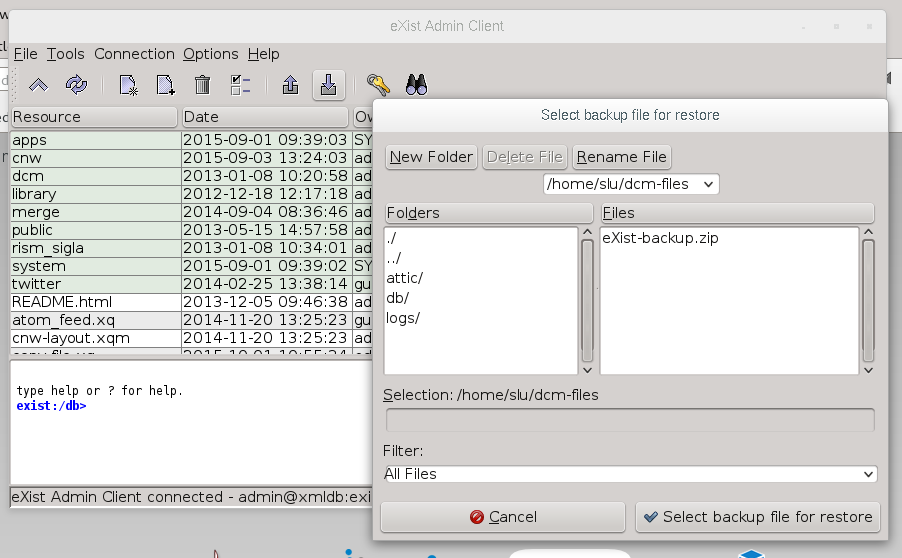 eXist Admin Client
File Tools Connection Options Help
Resource Date
apps 2015-09-01 09:39:03 SY
cnw 2015-09-03 13:24:03 ad
dcm 2013-01-08 10:20:58 ad
library 2012-12-18 12:17:18 ad
merge 2014-09-04 08:36:46 ad
public 2013-05-15 14:57:58 ad
rism_sigla 2013-01-08 10:34:01 ad
system 2015-09-01 09:39:02 SY
twitter 2014-02-25 13:38:14 gu
README.html 2013-12-05 09:46:38 ad
atom_feed.xq 2014-11-20 13:25:23 gu
cnw-layout.xqm 2014-11-20 13:25:23 ad
type help or ? for help.
exist:/db>
eXist Admin Client connected - admin@xmldb:exi
Select backup file for restore
New Folder Delete File Rename File
/home/slu/dcm-files
Folders Files
./ eXist-backup.zip
../
attic/
db/
logs/
Selection: /home/slu/dcm-files
Filter:
All Files
Cancel Select backup file for restore